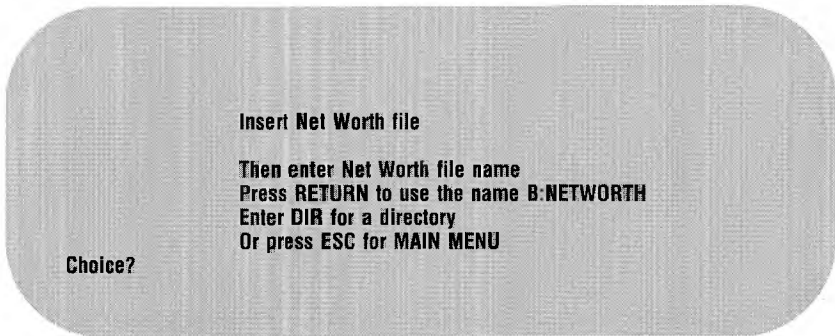 Insert Net Worth file
Then enter Net Worth file name
Press RETURN to use the name B:NETWORTH
Enter DIR for a directory
Or press ESC for MAIN MENU
Choice?